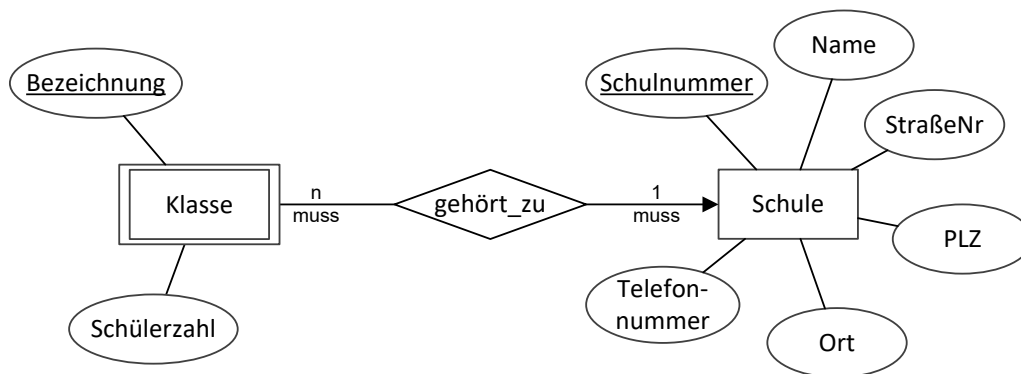 Name
Bezeichnung
Schulnummer
StraßeNr
Klasse
n
muss
gehört_zu
1
muss
Schule
PLZ
Telefon-
nummer
Schülerzahl
Ort